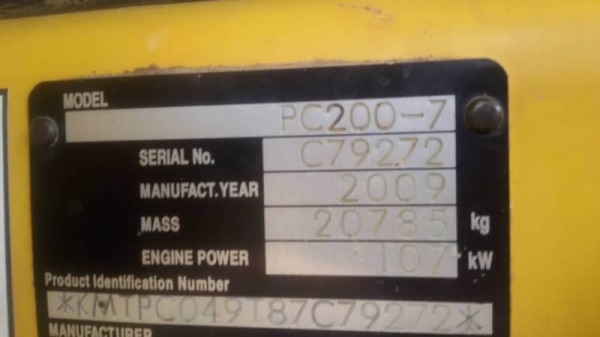 MODEL PC200-7
SERIAL No. C79272
MANUFACT.YEAR 2009
MASS 20785 kg
ENGINE POWER 107 kW
Product Identification Number
*KMTPC049T87C79272*
MANUFACTURER